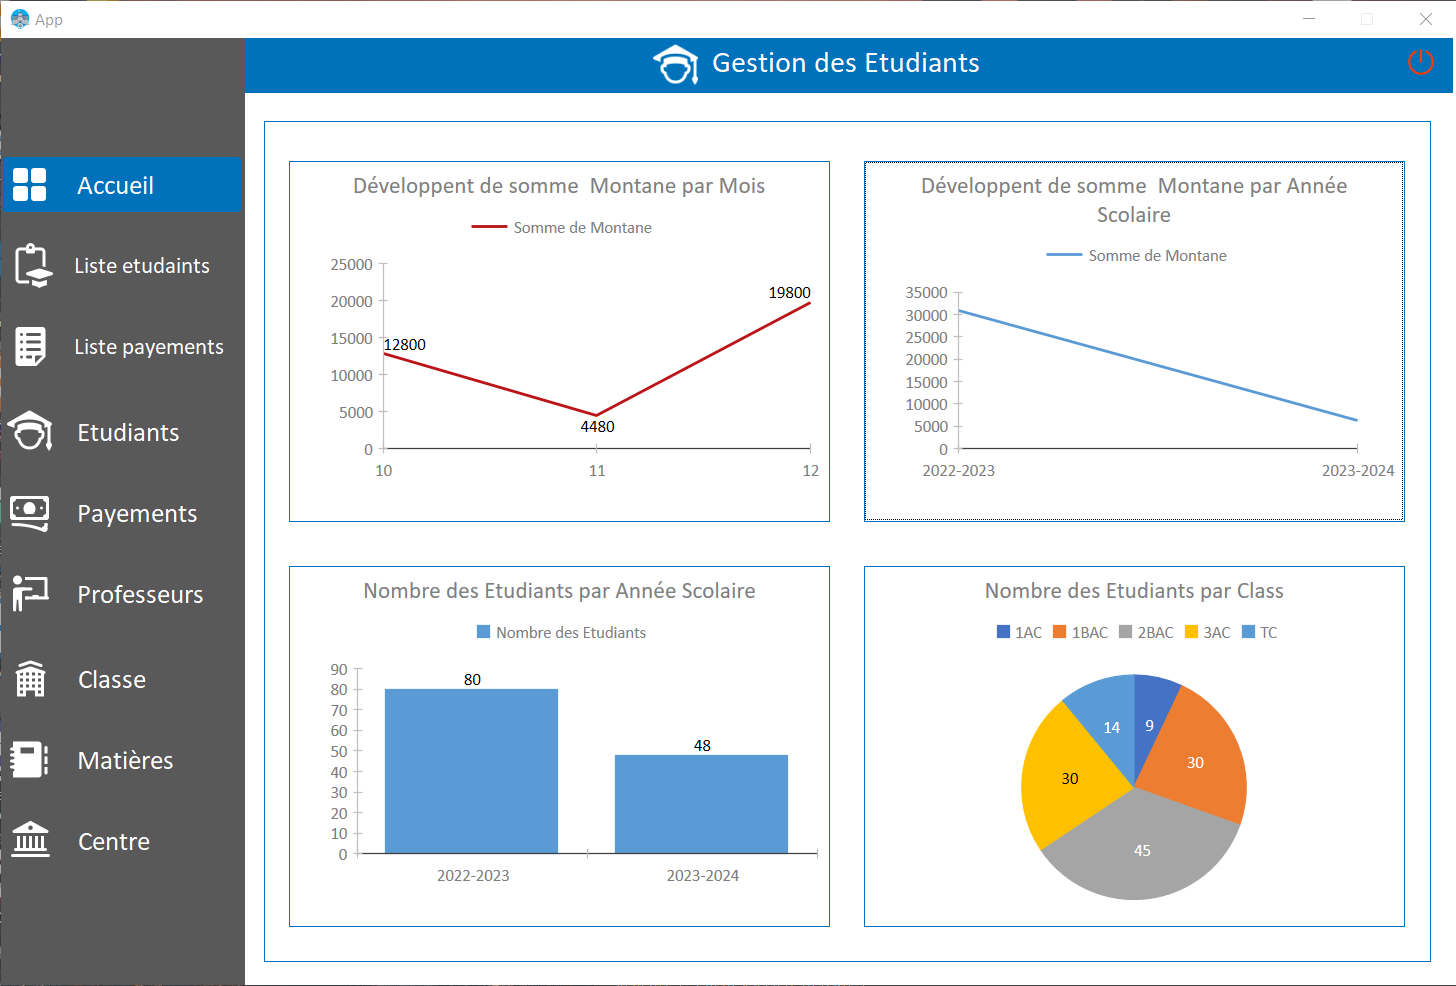 App
Gestion des Etudiants
Accueil
Liste etudaints
Liste payements
Etudiants
Payements
Professeurs
Classe
Matières
Centre
Développent de somme  Montane par Mois
Somme de Montane
25000
20000
15000
10000
5000
0
12800
4480
19800
10 11 12
Développent de somme  Montane par Année
Scolaire
Somme de Montane
35000
30000
25000
20000
15000
10000
5000
0
2022-2023 2023-2024
Nombre des Etudiants par Année Scolaire
Nombre des Etudiants
90
80
70
60
50
40
30
20
10
0
80
48
2022-2023 2023-2024
Nombre des Etudiants par Class
1AC 1BAC 2BAC 3AC TC
14 9
30
30
45